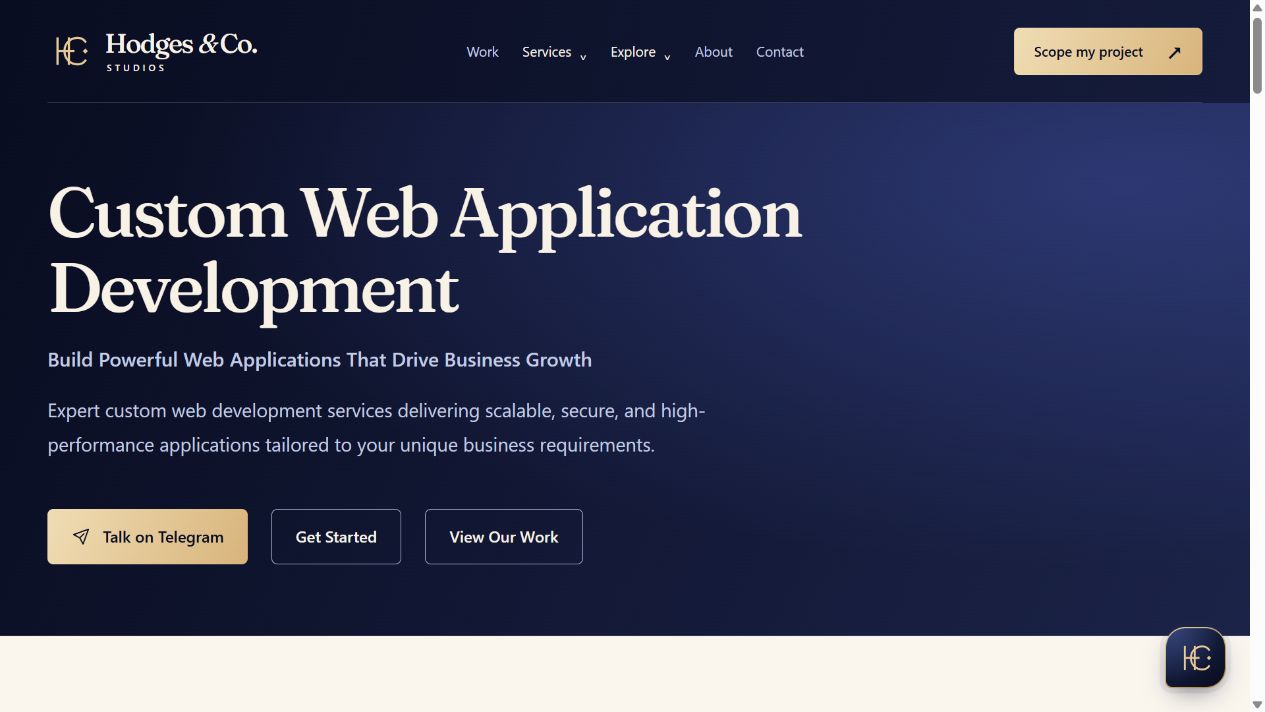 Hodges & Co.
STUDIOS
Work
Services
Explore
About
Contact
Scope my project
Custom Web Application
Development
Build Powerful Web Applications That Drive Business Growth
Expert custom web development services delivering scalable, secure, and high-
performance applications tailored to your unique business requirements.
Talk on Telegram
Get Started
View Our Work